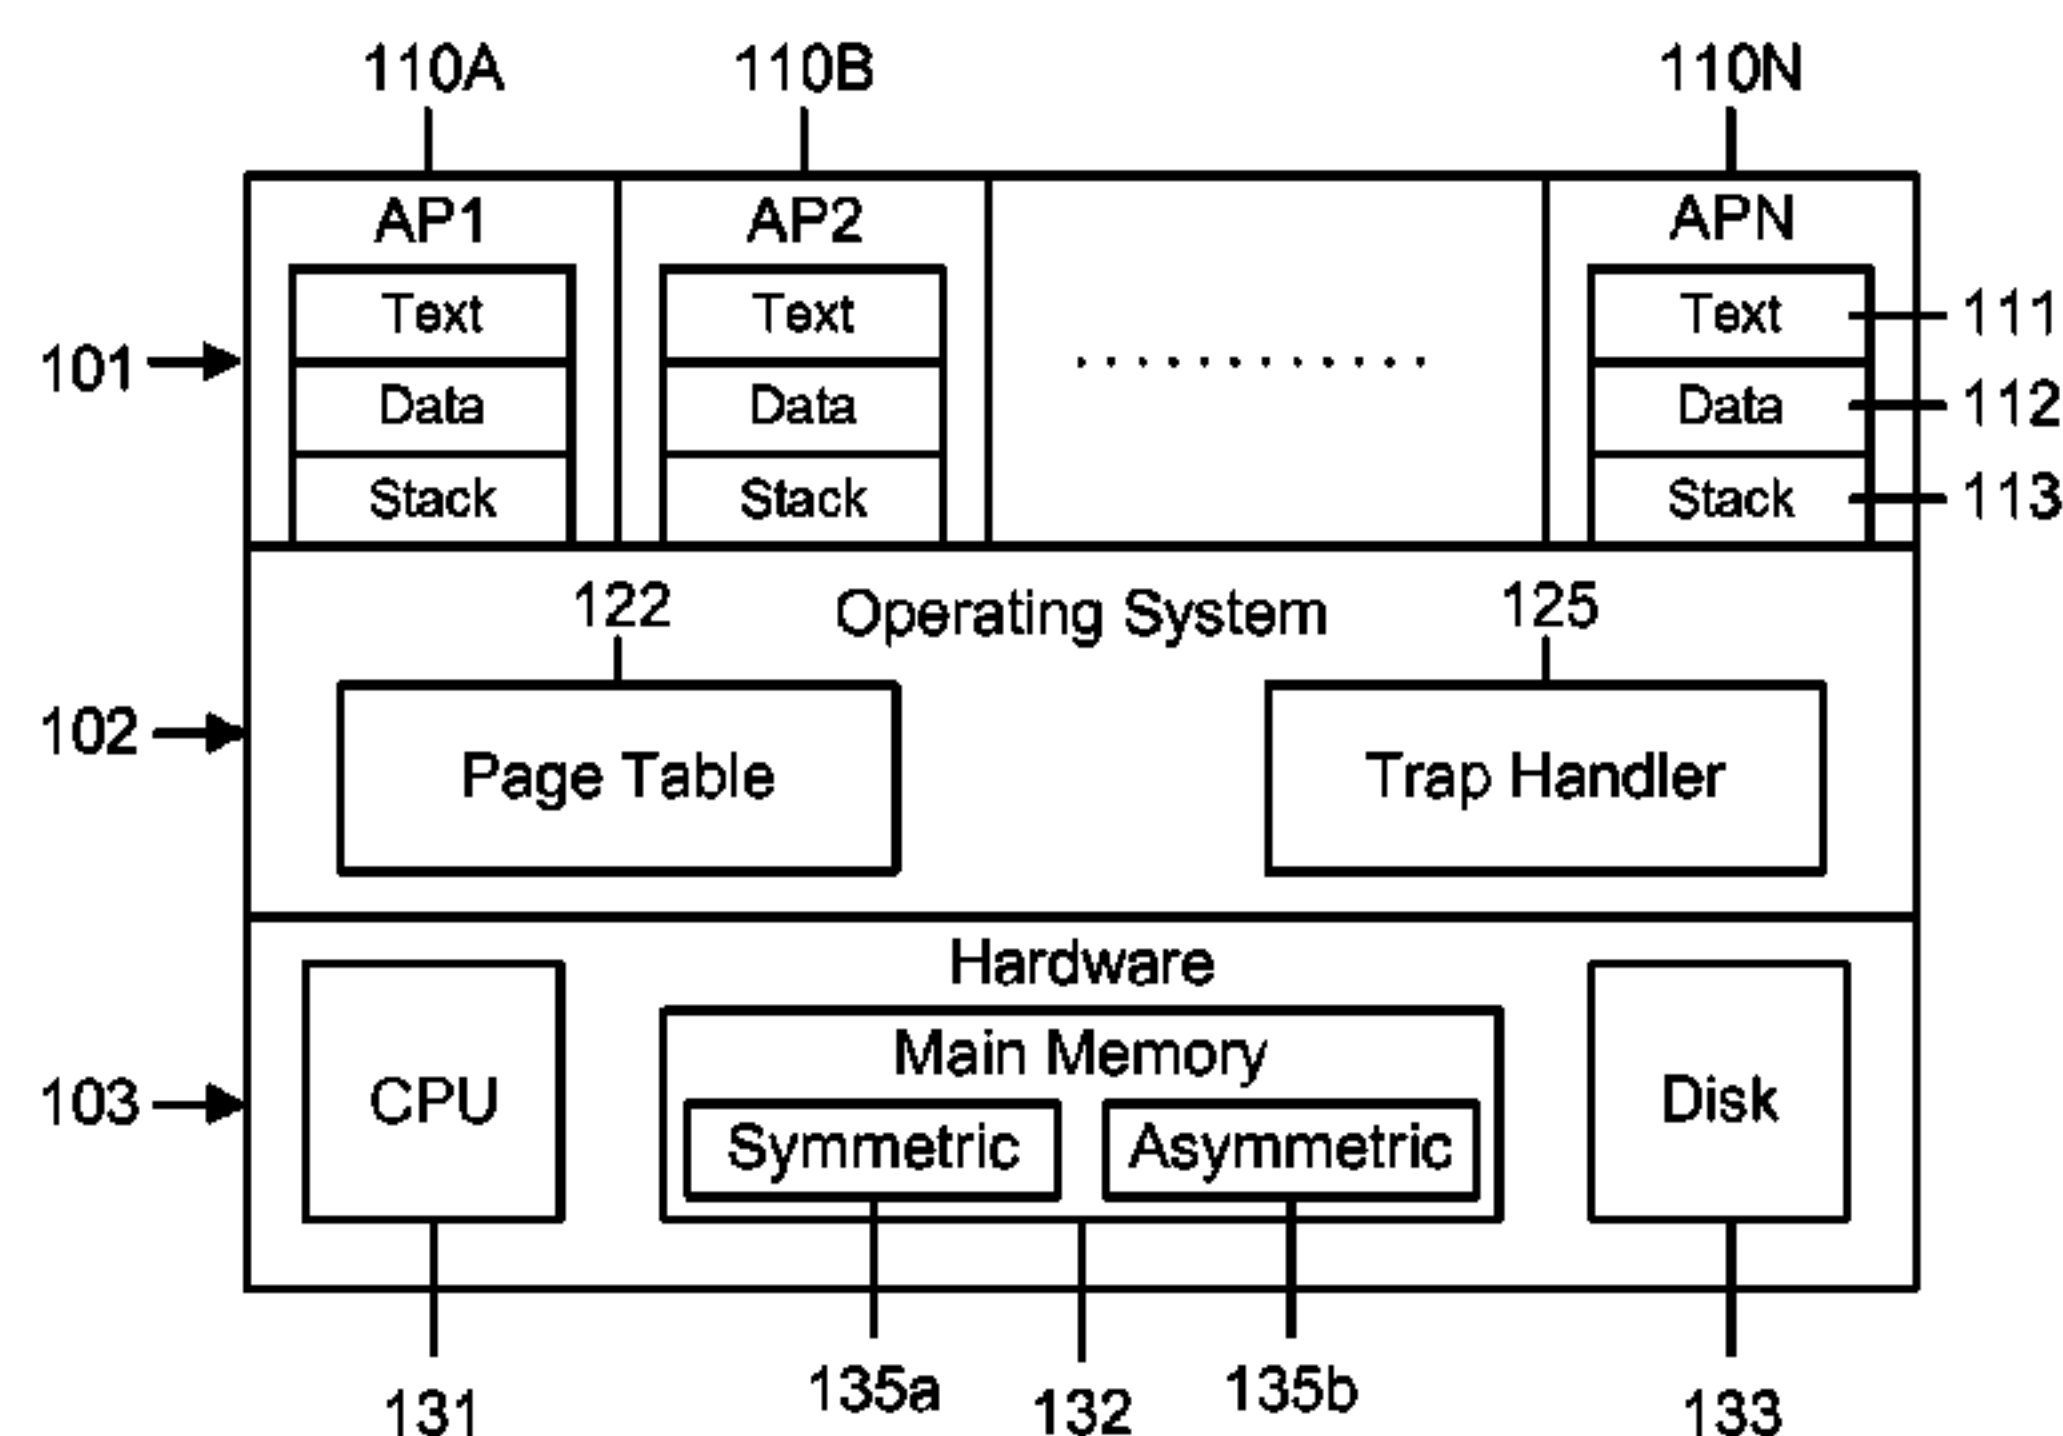 110A 110B 110N
AP1 AP2 APN
Text Text Text 111
101
Data Data Data 112
Stack Stack Stack 113
122 Operating System 125
102
Page Table Trap Handler
Hardware
Main Memory
103 CPU Disk
Symmetric Asymmetric
131 135a 132 135b 133